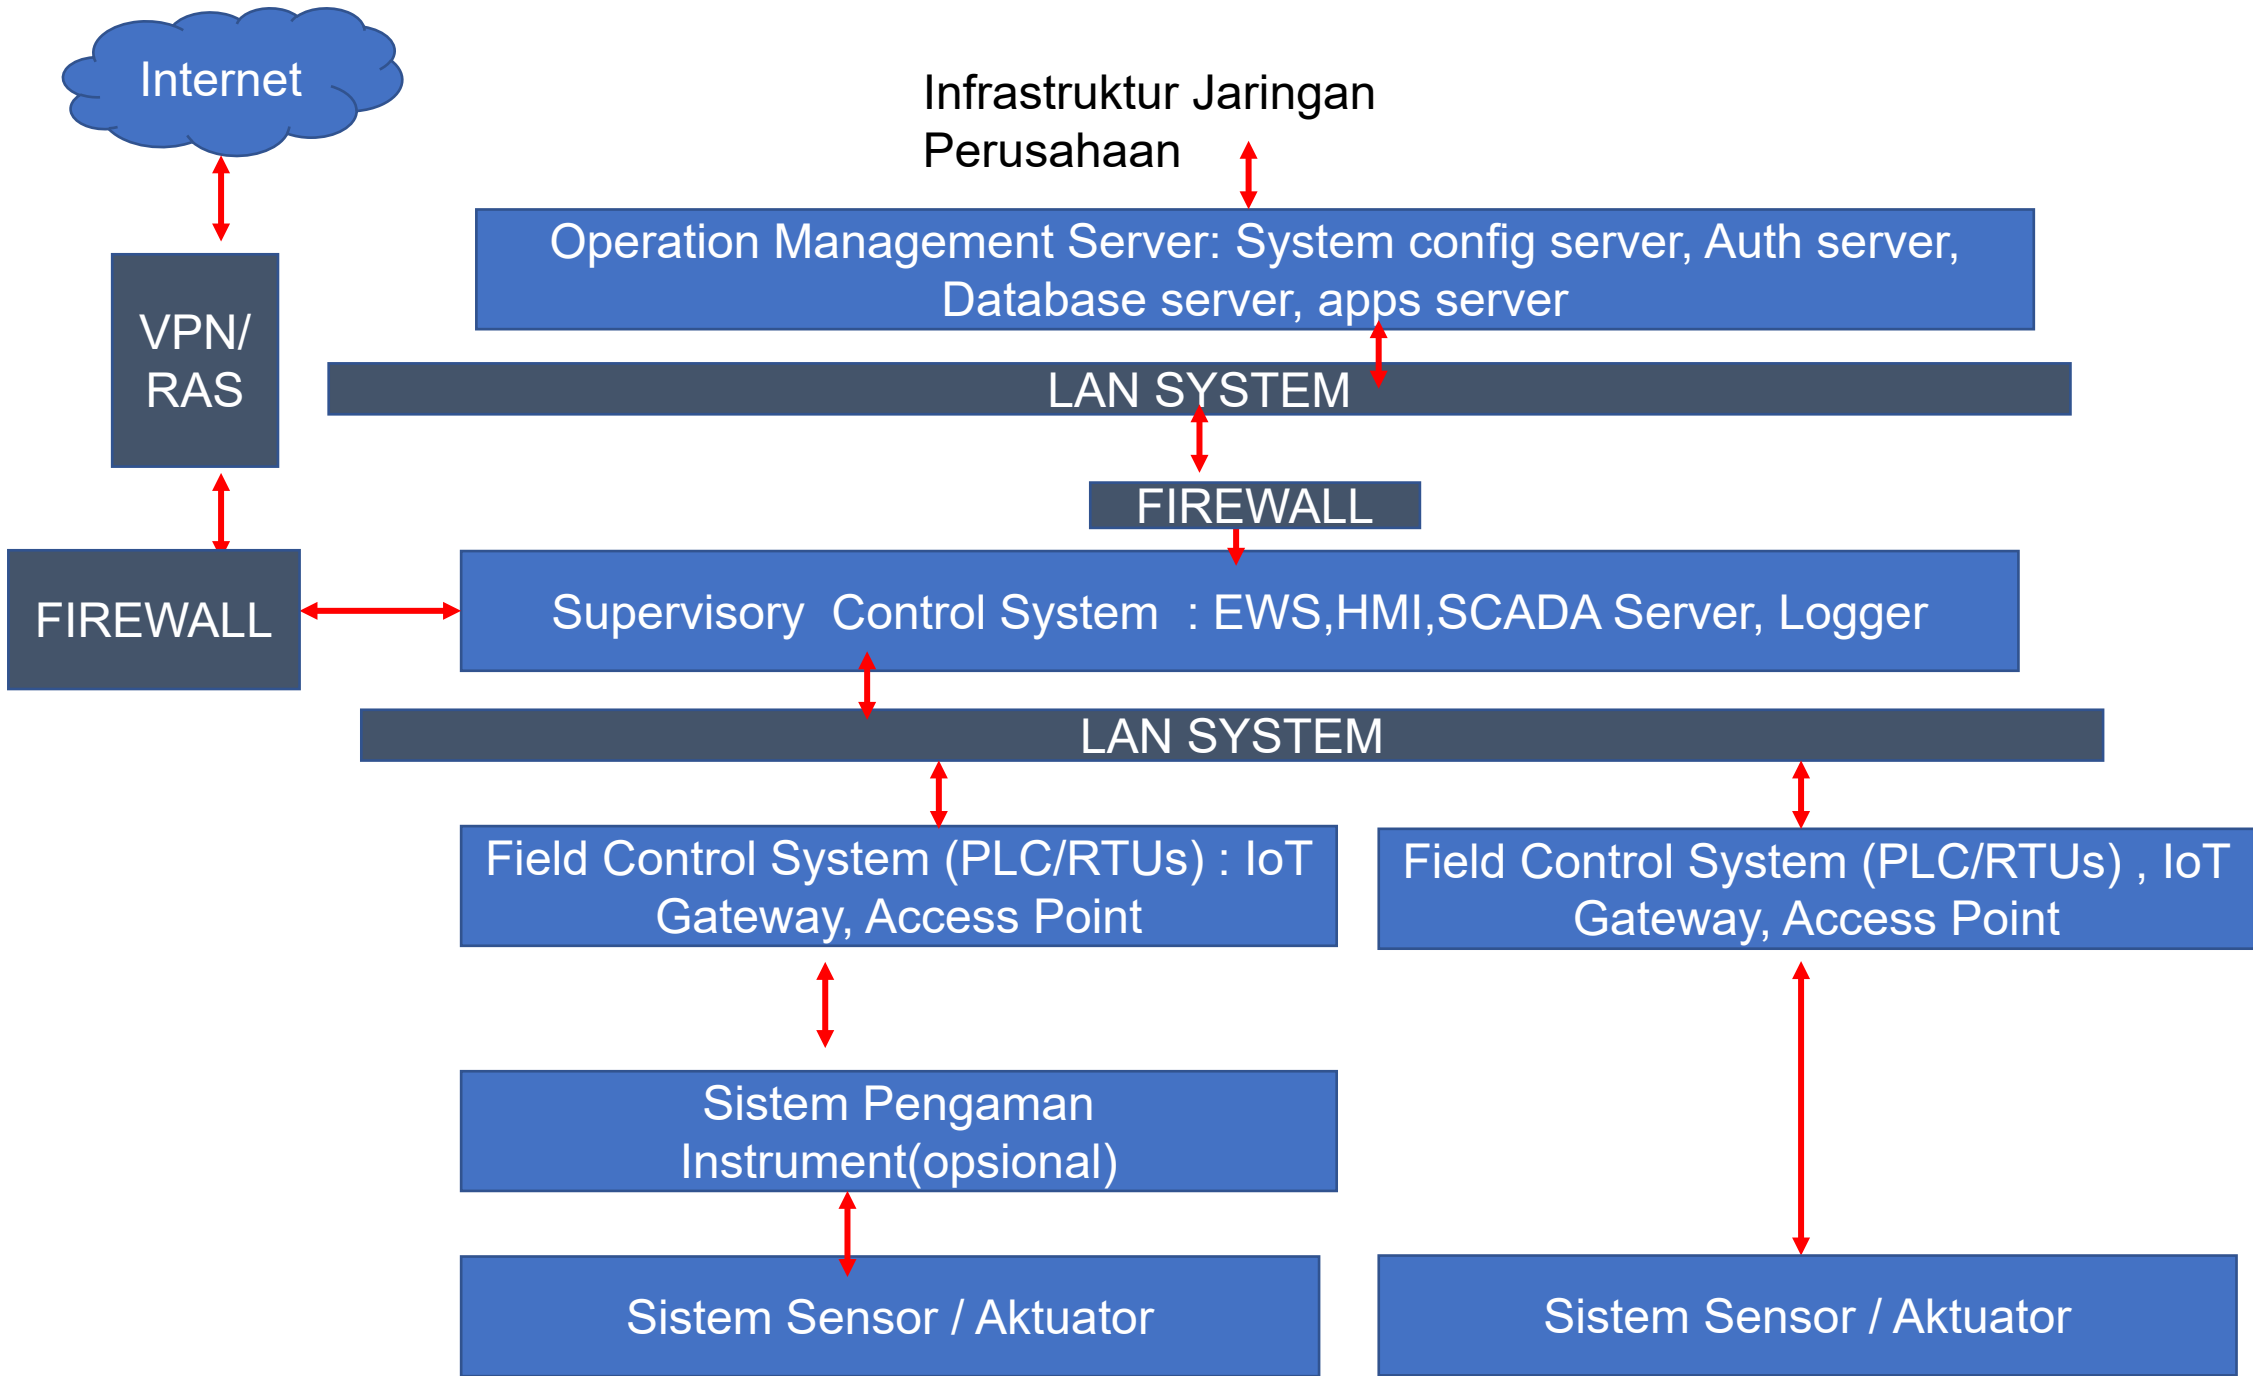 Internet
Infrastruktur Jaringan
Perusahaan
Operation Management Server: System config server, Auth server,
Database server, apps server
VPN/
RAS
LAN SYSTEM
FIREWALL
FIREWALL
Supervisory  Control System  : EWS,HMI,SCADA Server, Logger
LAN SYSTEM
Field Control System (PLC/RTUs) : IoT
Gateway, Access Point
Field Control System (PLC/RTUs) , IoT
Gateway, Access Point
Sistem Pengaman
Instrument(opsional)
Sistem Sensor / Aktuator
Sistem Sensor / Aktuator